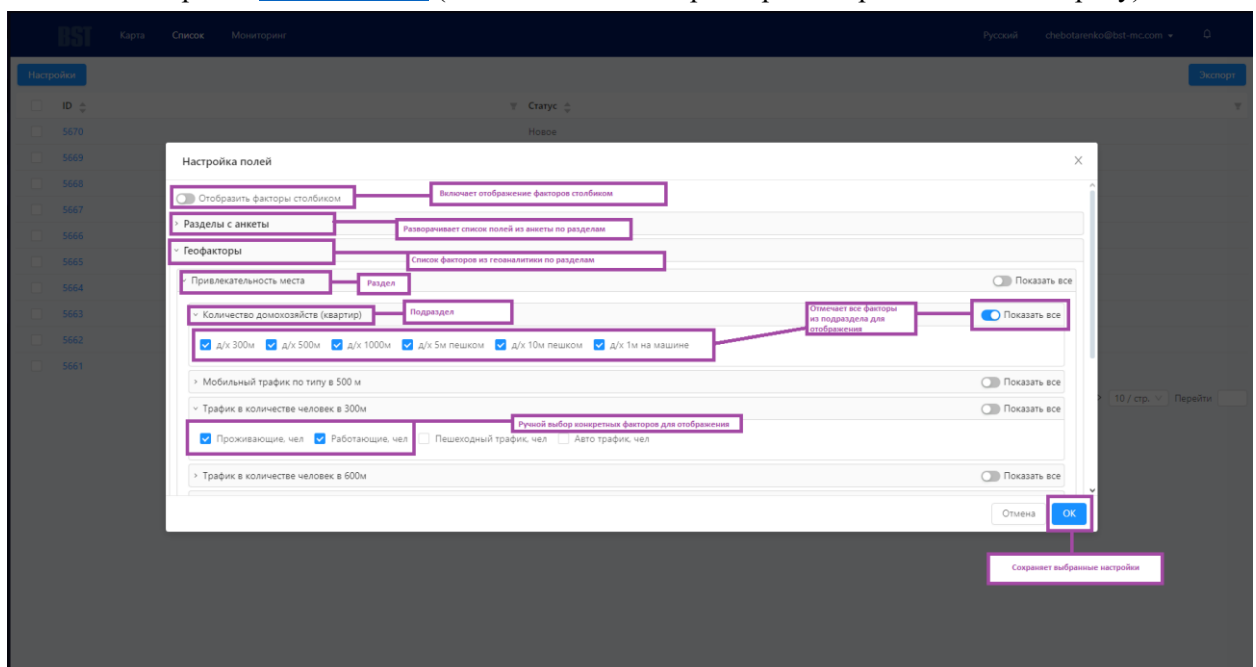 BST Карта Список Мониторинг Русский chebotarenko@bst-mc.com
Настройки Экспорт
ID Статус
5670 Новое
5669
5668
5667
5666
5665
5664
5663
5662
5661
Настройка полей
Отобразить факторы столбиком
Включает отображение факторов столбиком
Разделы с анкеты
Разворачивает список полей из анкеты по разделам
Геофакторы
Список факторов из геоаналитики по разделам
Привлекательность места
Раздел
Показать все
Количество домохозяйств (квартир)
Подраздел
Отмечает все факторы
из подраздела для
отображения
Показать все
д/х 300м д/х 500м д/х 1000м д/х 5м пешком д/х 10м пешком д/х 1м на машине
Мобильный трафик по типу в 500 м Показать все
Трафик в количестве человек в 300м Показать все
Ручной выбор конкретных факторов для отображения
Проживающие, чел Работающие, чел Пешеходный трафик, чел Авто трафик, чел
Трафик в количестве человек в 600м Показать все
10 / стр. Перейти
Отмена ОК
Сохраняет выбранные настройки